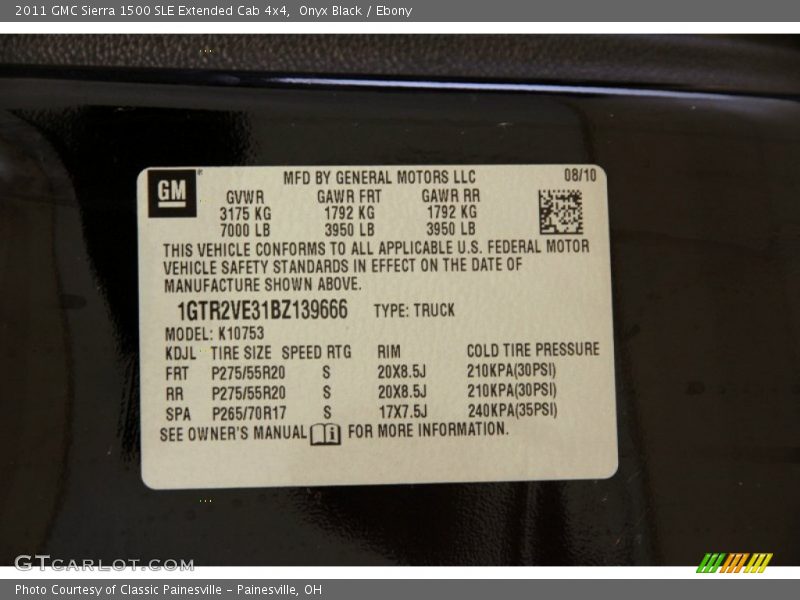 2011 GMC Sierra 1500 SLE Extended Cab 4x4, Onyx Black / Ebony
GM
MFD BY GENERAL MOTORS LLC 08/10
GVWR GAWR FRT GAWR RR
3175 KG 1792 KG 1792 KG
7000 LB 3950 LB 3950 LB
THIS VEHICLE CONFORMS TO ALL APPLICABLE U.S. FEDERAL MOTOR
VEHICLE SAFETY STANDARDS IN EFFECT ON THE DATE OF
MANUFACTURE SHOWN ABOVE.
1GTR2VE31BZ139666 TYPE: TRUCK
MODEL: K10753
KDJL TIRE SIZE SPEED RTG RIM COLD TIRE PRESSURE
FRT P275/55R20 S 20X8.5J 210KPA(30PSI)
RR P275/55R20 S 20X8.5J 210KPA(30PSI)
SPA P265/70R17 S 17X7.5J 240KPA(35PSI)
SEE OWNER'S MANUAL i FOR MORE INFORMATION.
GTCARLOT.COM
Photo Courtesy of Classic Painesville - Painesville, OH